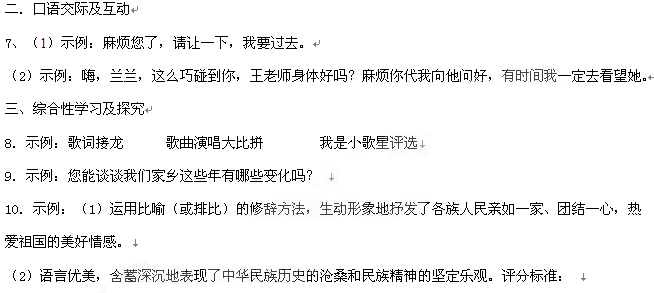 二．口语交际及互动
7、（1）示例：麻烦您了，请让一下，我要过去。
（2）示例：嗨，兰兰，这么巧碰到你，王老师身体好吗？麻烦你代我向他问好，有时间我一定去看望她。
三、综合性学习及探究
8．示例：歌词接龙　　歌曲演唱大比拼　　我是小歌星评选
9．示例：您能谈谈我们家乡这些年有哪些变化吗？
10．示例：（1）运用比喻（或排比）的修辞方法，生动形象地抒发了各族人民亲如一家、团结一心，热
爱祖国的美好情感。
（2）语言优美，含蓄深沉地表现了中华民族历史的沧桑和民族精神的坚定乐观。评分标准：